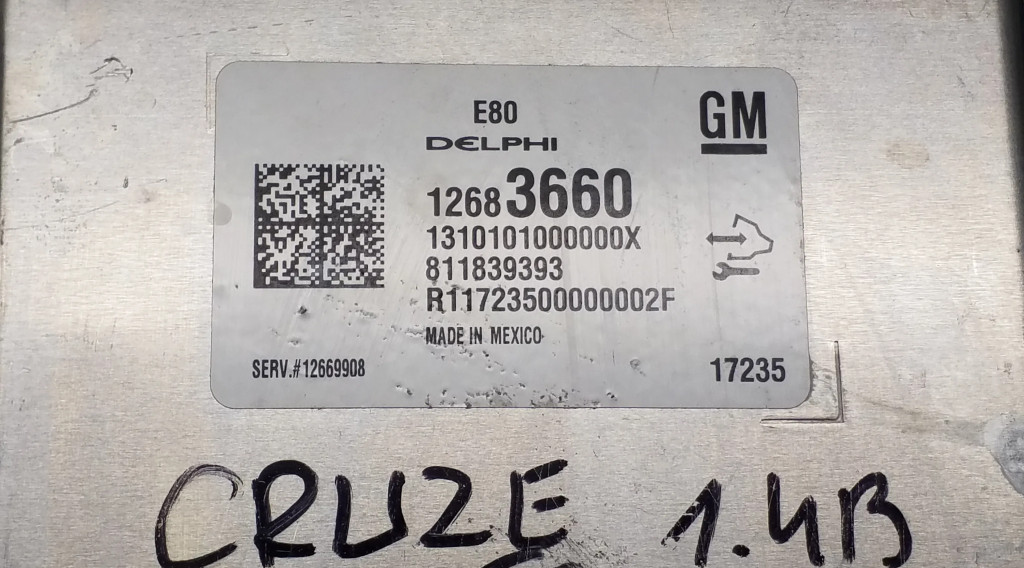 E80
DELPHI
GM
12683660
1310101000000X
811839393
R11723500000002F
MADE IN MEXICO
SERV.#12669908
17235
CRUZE 1.4B